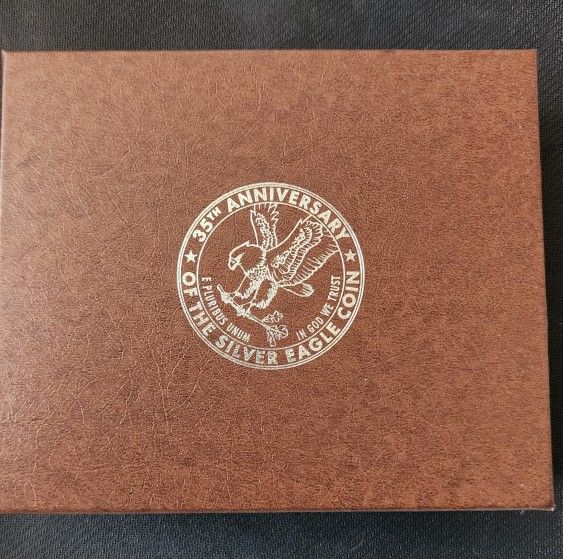 35TH ANNIVERSARY
OF THE SILVER EAGLE COIN
E·PLURIBUS UNUM
IN GOD WE TRUST